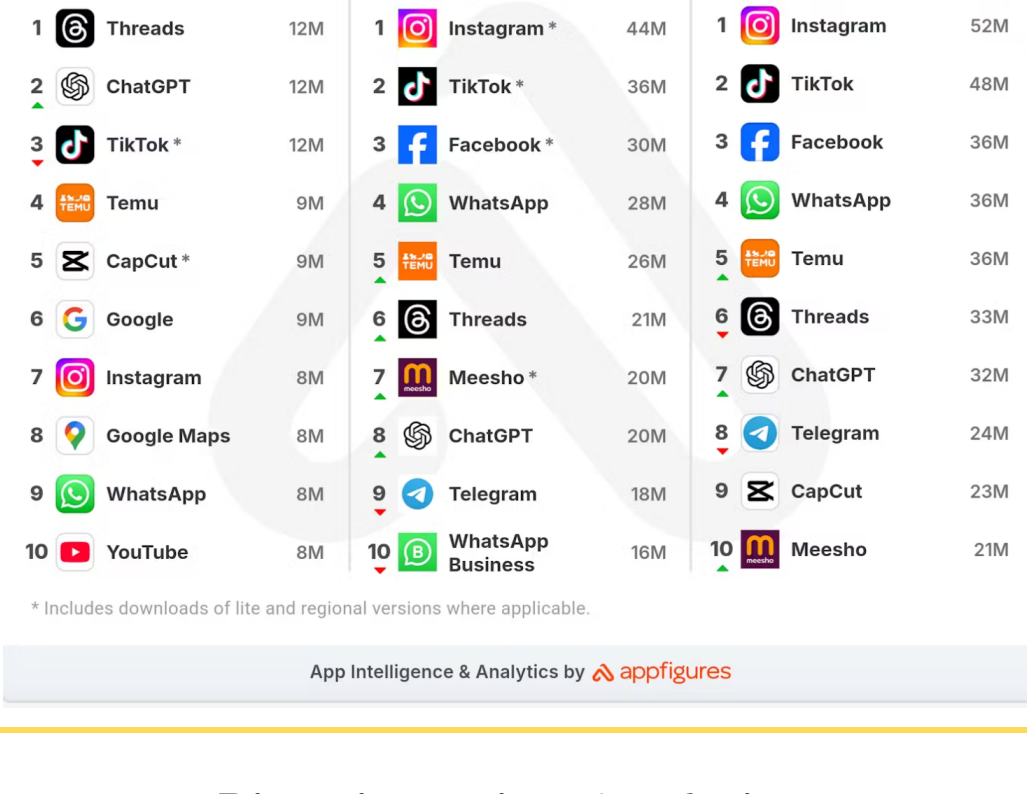 1 Threads 12M
2 ChatGPT 12M
3 TikTok * 12M
4 TEMU Temu 9M
5 CapCut * 9M
6 Google 9M
7 Instagram 8M
8 Google Maps 8M
9 WhatsApp 8M
10 YouTube 8M
1 Instagram * 44M
2 TikTok * 36M
3 Facebook * 30M
4 WhatsApp 28M
5 TEMU Temu 26M
6 Threads 21M
7 meesho Meesho * 20M
8 ChatGPT 20M
9 Telegram 18M
10 B WhatsApp
Business 16M
1 Instagram 52M
2 TikTok 48M
3 Facebook 36M
4 WhatsApp 36M
5 TEMU Temu 36M
6 Threads 33M
7 ChatGPT 32M
8 Telegram 24M
9 CapCut 23M
10 meesho Meesho 21M
* Includes downloads of lite and regional versions where applicable.
App Intelligence & Analytics by appfigures